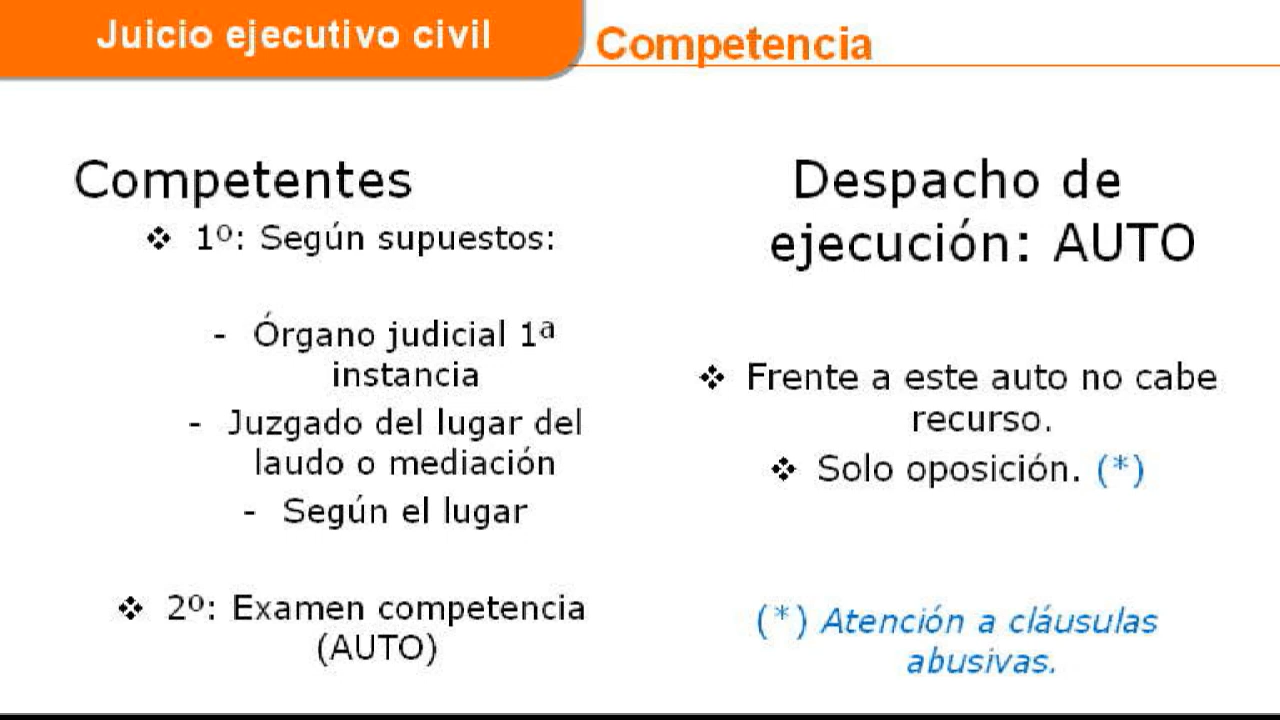 Juicio ejecutivo civil
Competencia
Competentes
❖ 1º: Según supuestos:
- Órgano judicial 1ª
instancia
- Juzgado del lugar del
laudo o mediación
- Según el lugar
❖ 2º: Examen competencia
(AUTO)
Despacho de
ejecución: AUTO
❖ Frente a este auto no cabe
recurso.
❖ Solo oposición. (*)
(*) Atención a cláusulas
abusivas.